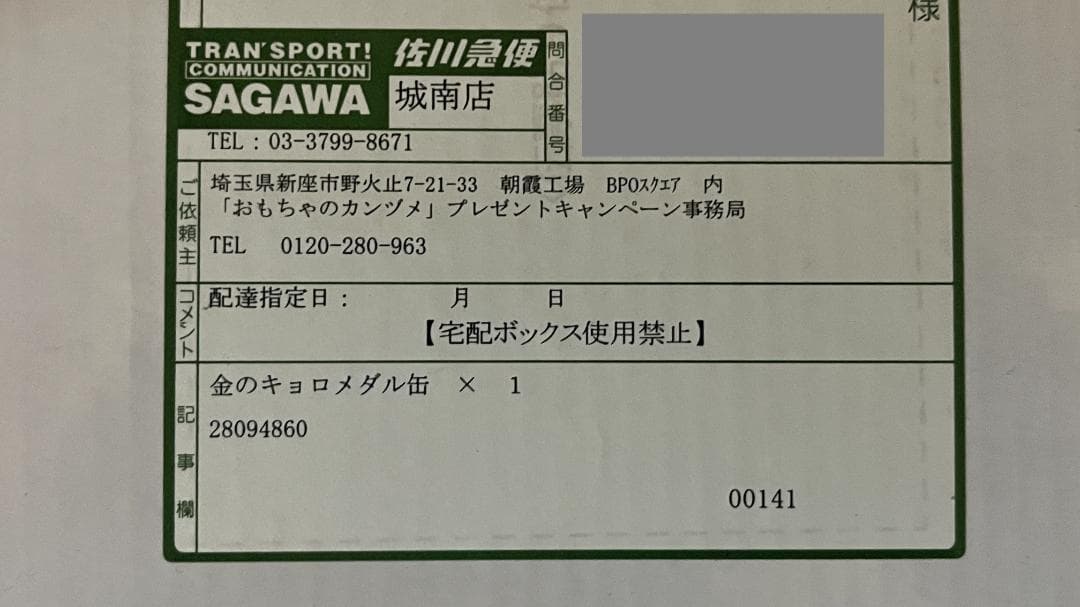 様
TRAN'SPORT!
COMMUNICATION
SAGAWA
佐川急便
城南店
問合番号
TEL：03-3799-8671
ご依頼主
埼玉県新座市野火止7-21-33　朝霞工場　BPOｽｸｴｱ　内
「おもちゃのカンヅメ」プレゼントキャンペーン事務局
TEL　0120-280-963
コメント
配達指定日：　　　月　　　日
【宅配ボックス使用禁止】
記事欄
金のキョロメダル缶　×　1
28094860
00141